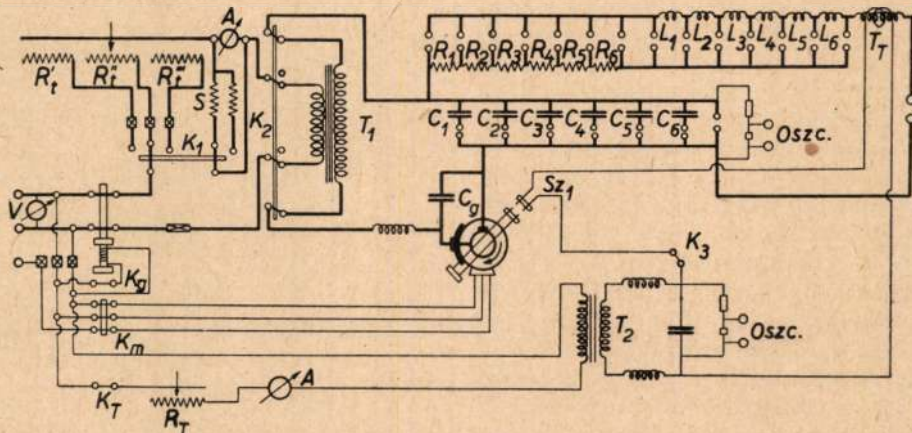 A
R't R''t R'''t
S
K1
K2
T1
V
Kg
Km
KT
RT
A
R1 R2 R3 R4 R5 R6
L1 L2 L3 L4 L5 L6
TT
C1 C2 C3 C4 C5 C6
Oszc.
Cg
Sz1
K3
T2
Oszc.